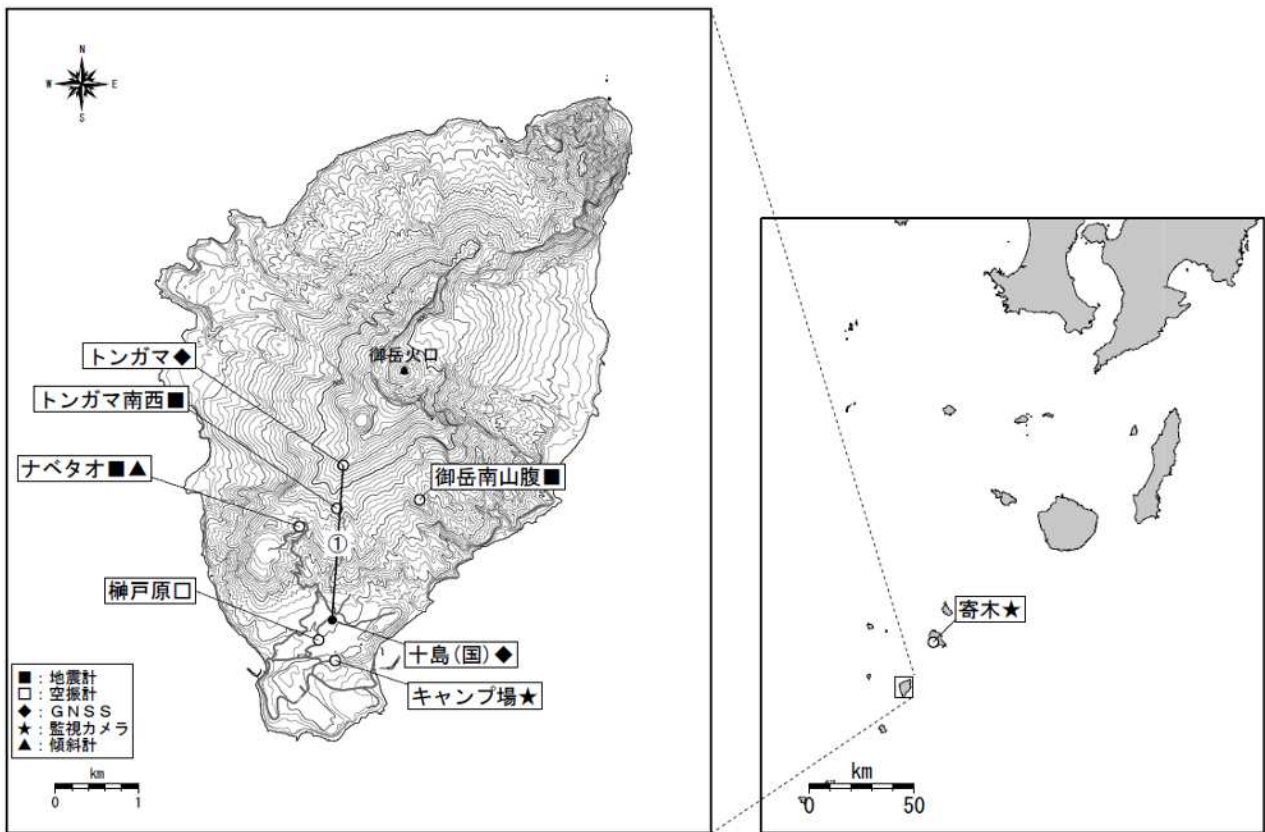 N
W E
S
御岳火口
トンガマ◆
トンガマ南西■
ナベタオ■▲
御岳南山腹■
①
榊戸原□
十島(国)◆
キャンプ場★
■:地震計
□:空振計
◆:GNSS
★:監視カメラ
▲:傾斜計
km
0 1
寄木★
km
0 50